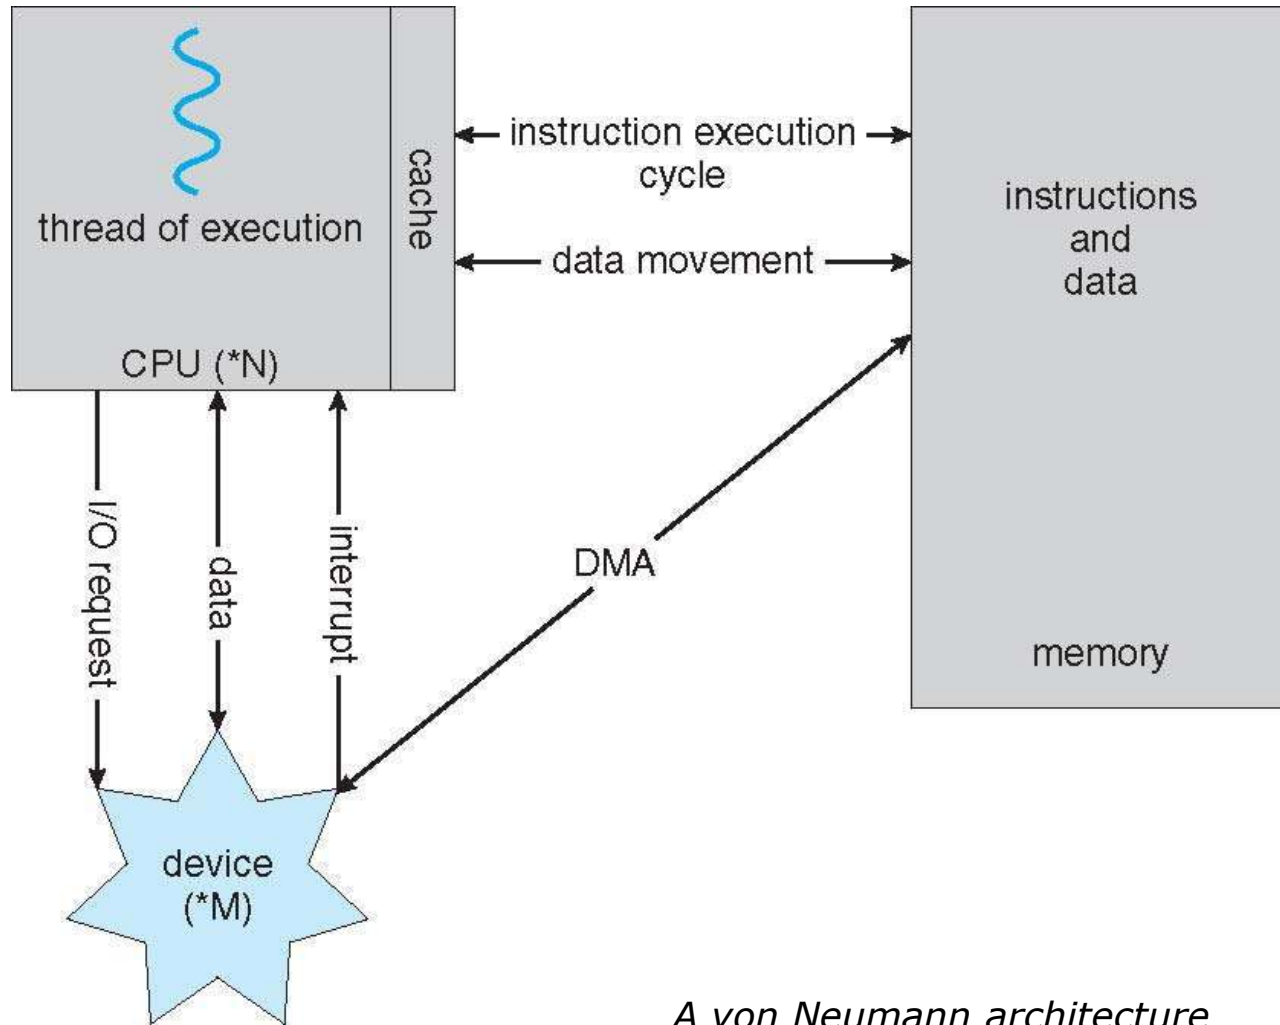 thread of execution
CPU (*N)
cache
instruction execution
cycle
data movement
instructions
and
data
memory
I/O request
data
interrupt
DMA
device
(*M)
A von Neumann architecture